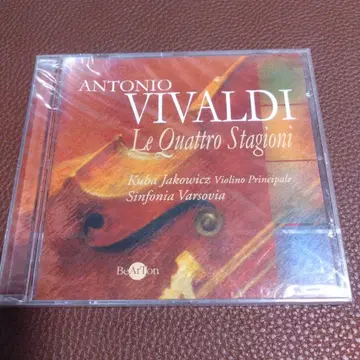 ANTONIO
VIVALDI
Le Quattro Stagioni
Kuba Jakowicz Violino Principale
Sinfonia Varsovia
BeArTon